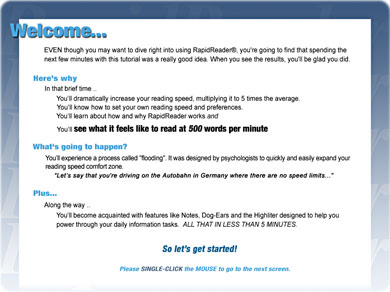 Welcome...
EVEN though you may want to dive right into using RapidReader®, you're going to find that spending the
next few minutes with this tutorial was a really good idea. When you see the results, you'll be glad you did.
Here's why
In that brief time ..
You'll dramatically increase your reading speed, multiplying it to 5 times the average.
You'll know how to set your own reading speed and preferences.
You'll learn about how and why RapidReader works and
You'll see what it feels like to read at 500 words per minute
What's going to happen?
You'll experience a process called "flooding". It was designed by psychologists to quickly and easily expand your
reading speed comfort zone.
"Let's say that you're driving on the Autobahn in Germany where there are no speed limits..."
Plus...
Along the way ..
You'll become acquainted with features like Notes, Dog-Ears and the Highliter designed to help you
power through your daily information tasks. ALL THAT IN LESS THAN 5 MINUTES.
So let's get started!
Please SINGLE-CLICK the MOUSE to go to the next screen.